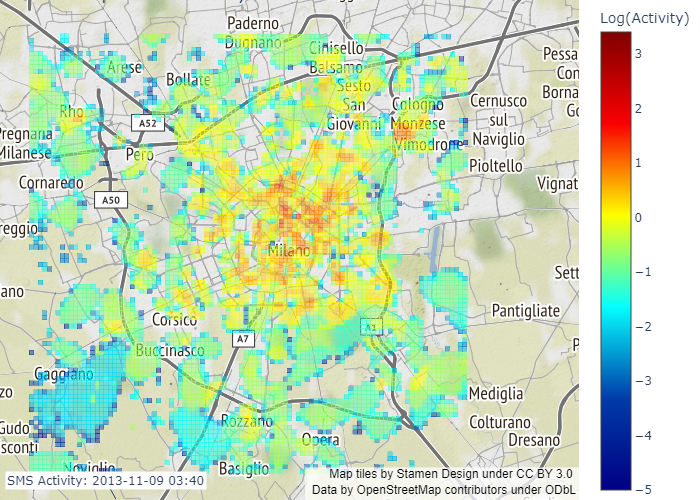 Log(Activity)
Paderno
Dugnano
Cinisello
Balsamo
Arese
Bollate
Sesto
San
Giovanni
Rho
A52
Cologno
Monzese
Cernusco
sul
Naviglio
Vimodrone
Pregnana
Milanese
Pero
Pioltello
Cornaredo
A50
Vignat
reggio
Milano
Sett
ano
Pantigliate
Corsico
A1
A7
Buccinasco
Gaggiano
Mediglia
Rozzano
Colturano
Opera
Dresano
Gudo
sconti
Noviglio
Basiglio
Pessa
Con
Borna
Go
zo
P
3
2
1
0
−1
−2
−3
−4
−5
SMS Activity: 2013-11-09 03:40
Map tiles by Stamen Design under CC BY 3.0
Data by OpenStreetMap contributors under ODbL